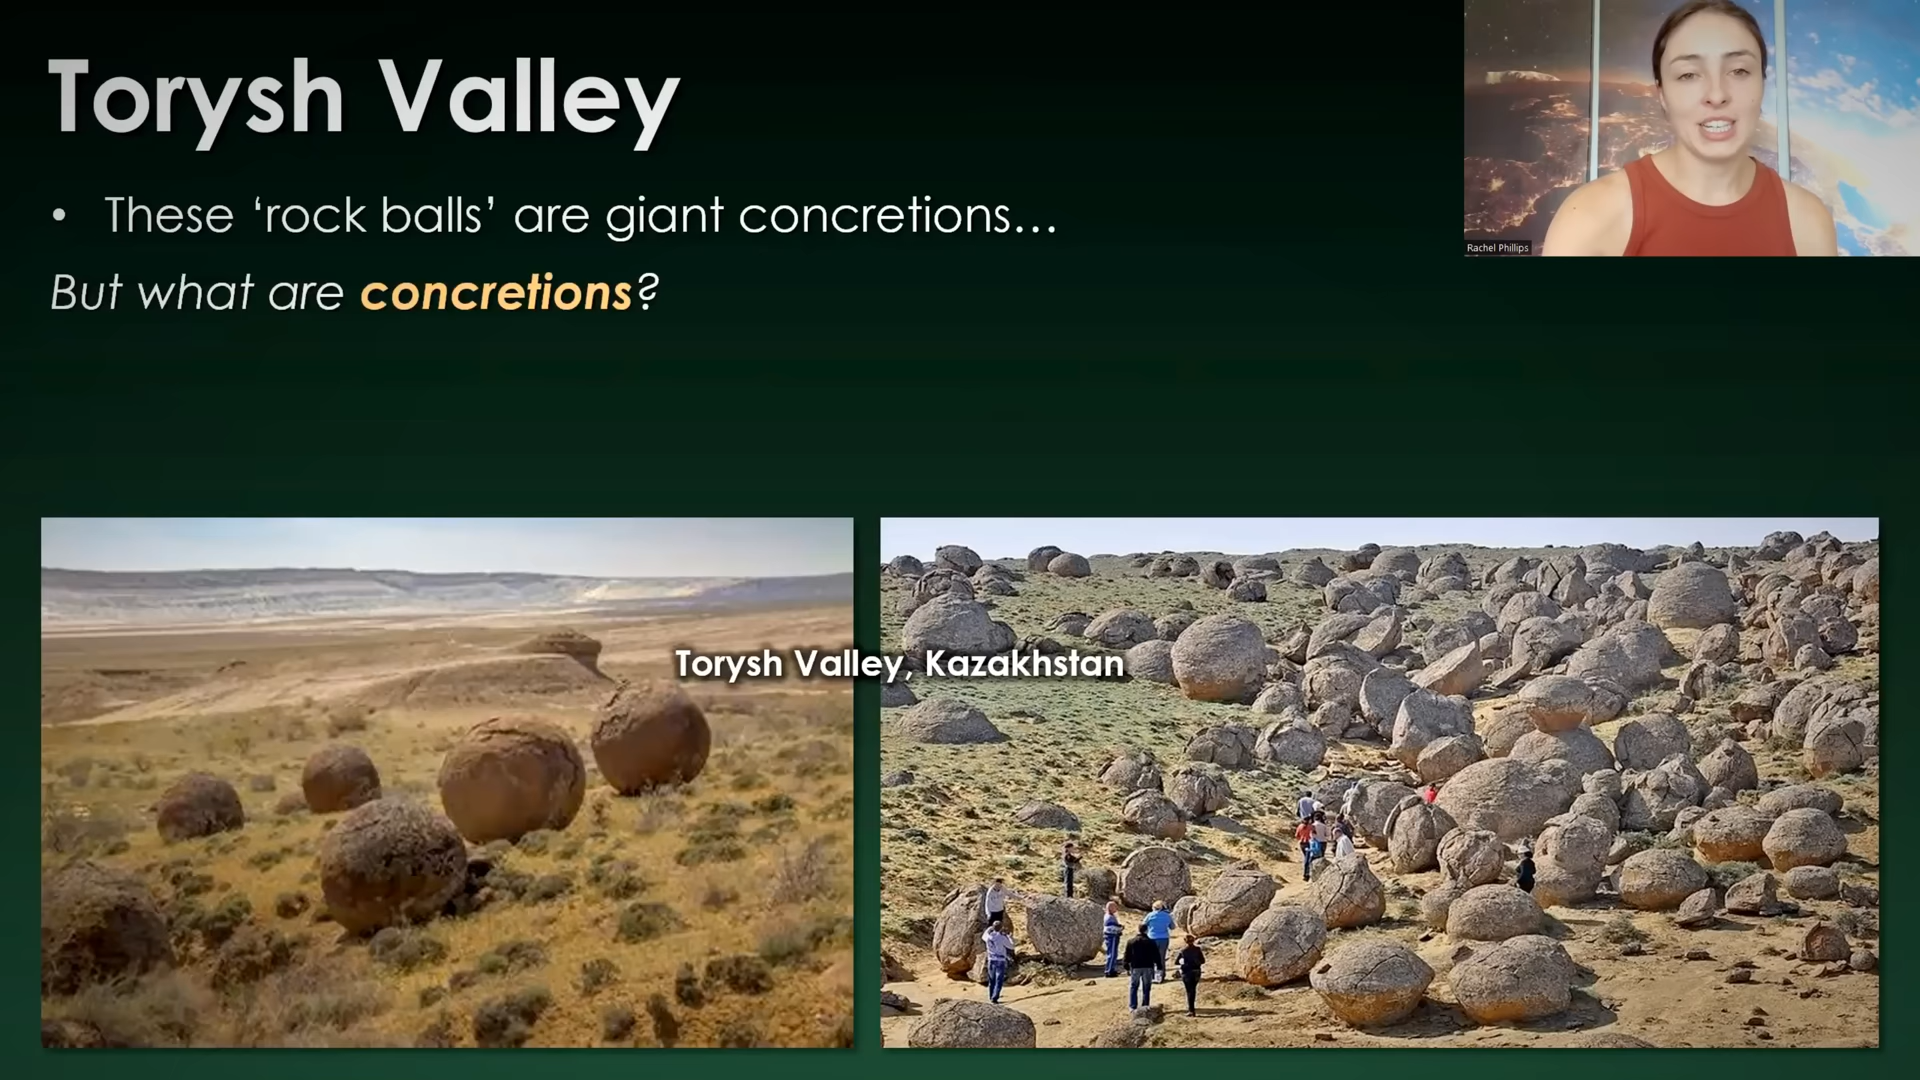 Torysh Valley
• These ‘rock balls’ are giant concretions…
But what are concretions?
Rachel Phillips
Torysh Valley, Kazakhstan